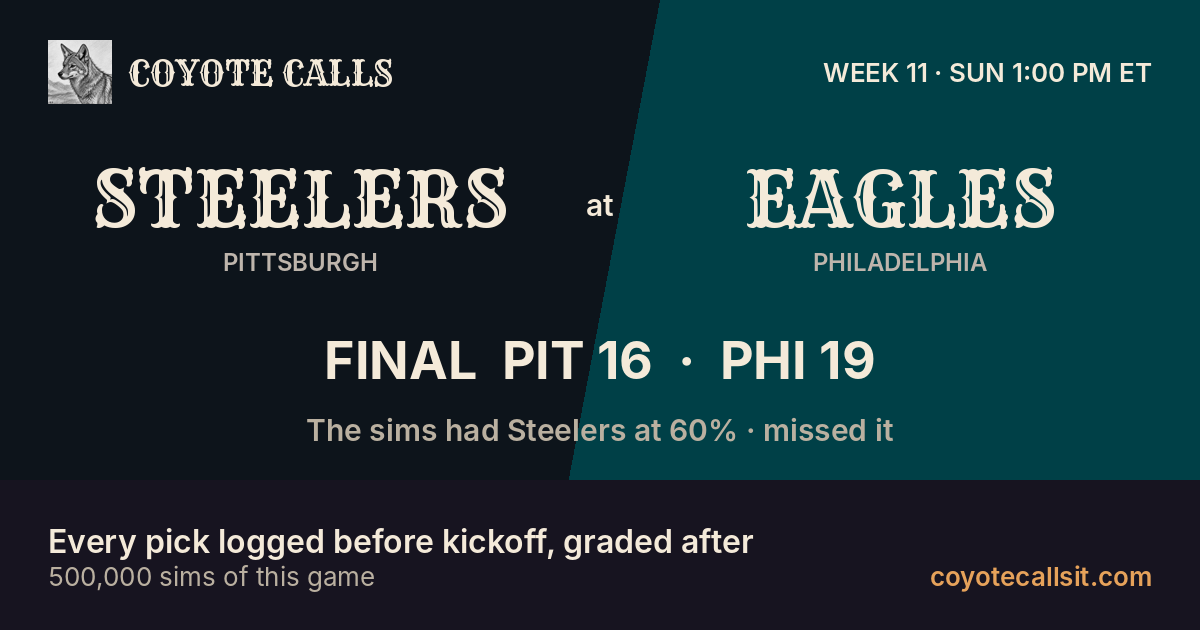 COYOTE CALLS
WEEK 11 · SUN 1:00 PM ET
STEELERS at EAGLES
PITTSBURGH PHILADELPHIA
FINAL PIT 16 · PHI 19
The sims had Steelers at 60% · missed it
Every pick logged before kickoff, graded after
500,000 sims of this game
coyotecallsit.com